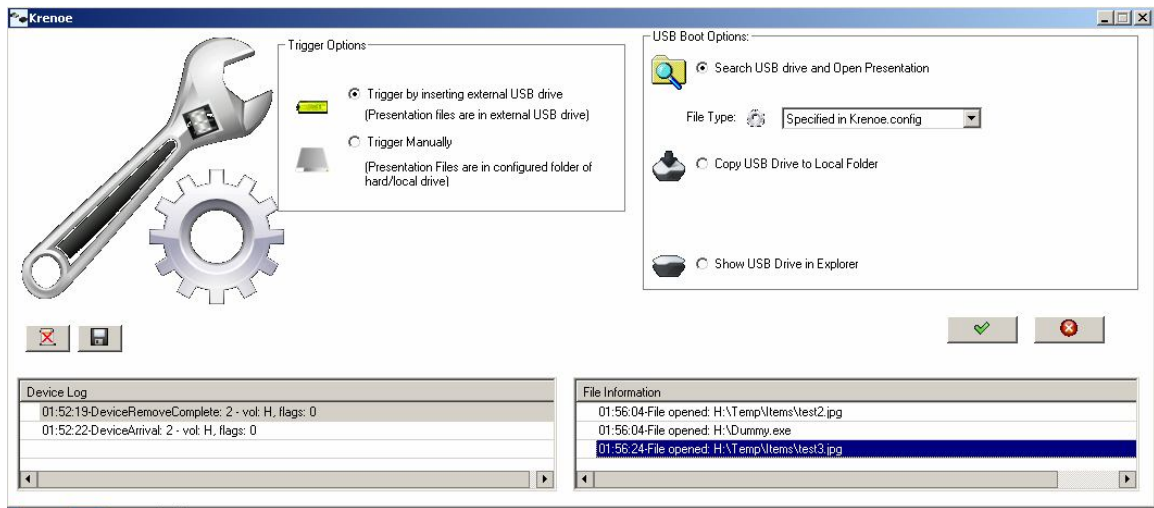 Krenoe
Trigger Options
Trigger by inserting external USB drive
(Presentation files are in external USB drive)
Trigger Manually
(Presentation Files are in configured folder of
hard/local drive)
USB Boot Options:
Search USB drive and Open Presentation
File Type: Specified in Krenoe.config
Copy USB Drive to Local Folder
Show USB Drive in Explorer
Device Log
01:52:19-DeviceRemoveComplete: 2 - vol: H, flags: 0
01:52:22-DeviceArrival: 2 - vol: H, flags: 0
File Information
01:56:04-File opened: H:\Temp\Items\test2.jpg
01:56:04-File opened: H:\Dummy.exe
01:56:24-File opened: H:\Temp\Items\test3.jpg